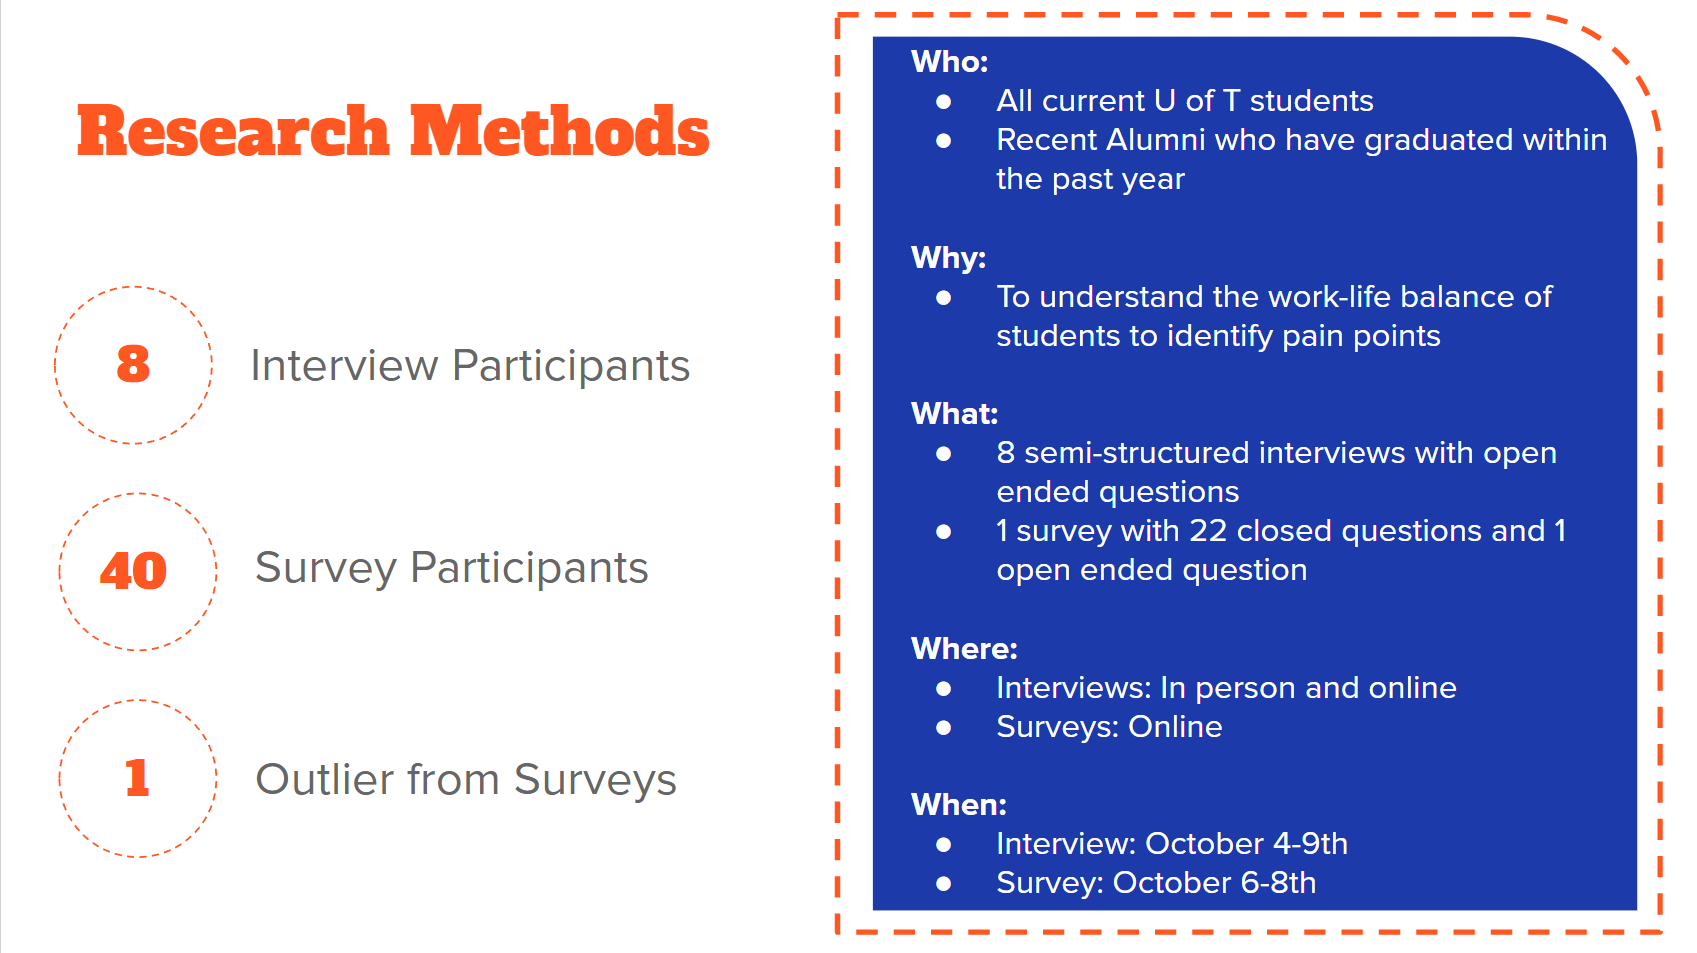 Research Methods
8
Interview Participants
40
Survey Participants
1
Outlier from Surveys
Who:
● All current U of T students
● Recent Alumni who have graduated within
the past year
Why:
● To understand the work-life balance of
students to identify pain points
What:
● 8 semi-structured interviews with open
ended questions
● 1 survey with 22 closed questions and 1
open ended question
Where:
● Interviews: In person and online
● Surveys: Online
When:
● Interview: October 4-9th
● Survey: October 6-8th